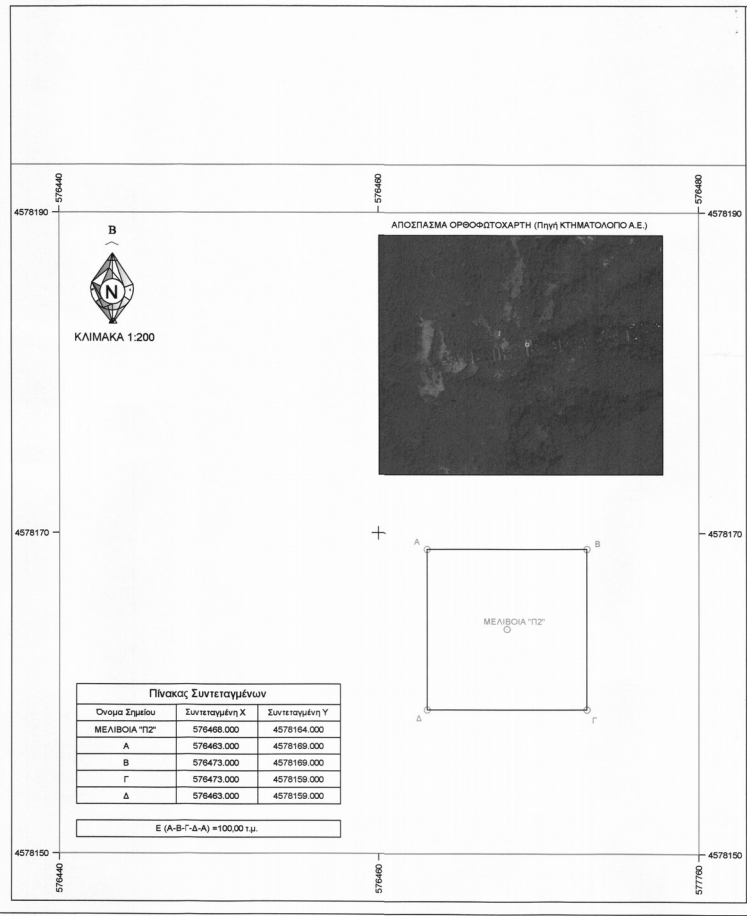 576440
576460
576480
4578190
4578190
Β
ΑΠΟΣΠΑΣΜΑ ΟΡΘΟΦΩΤΟΧΑΡΤΗ (Πηγή ΚΤΗΜΑΤΟΛΟΓΙΟ Α.Ε.)
N
ΚΛΙΜΑΚΑ 1:200
4578170
4578170
Α
Β
ΜΕΛΙΒΟΙΑ "Π2"
Δ
Γ
Πίνακας Συντεταγμένων
Όνομα Σημείου Συντεταγμένη Χ Συντεταγμένη Υ
ΜΕΛΙΒΟΙΑ "Π2" 576468.000 4578164.000
Α 576463.000 4578169.000
Β 576473.000 4578169.000
Γ 576473.000 4578159.000
Δ 576463.000 4578159.000
Ε (Α-Β-Γ-Δ-Α) =100,00 τ.μ.
4578150
4578150
576440
576460
577760